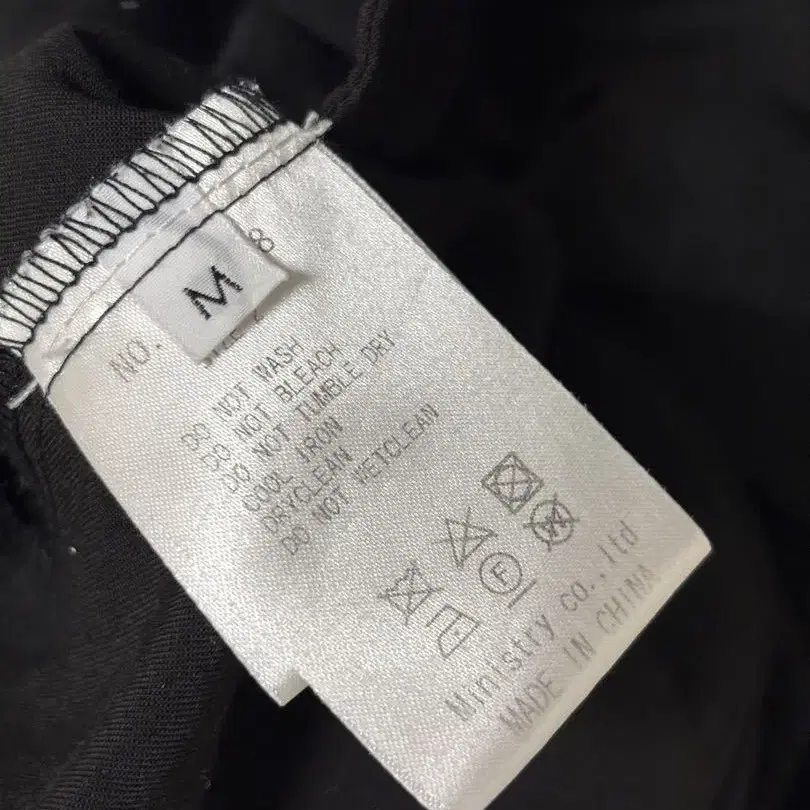 M
8
NO.
DO NOT WASH
DO NOT BLEACH
DO NOT TUMBLE DRY
COOL IRON
DRYCLEAN
DO NOT WETCLEAN
W
F
Ministry co.,ltd
MADE IN CHINA